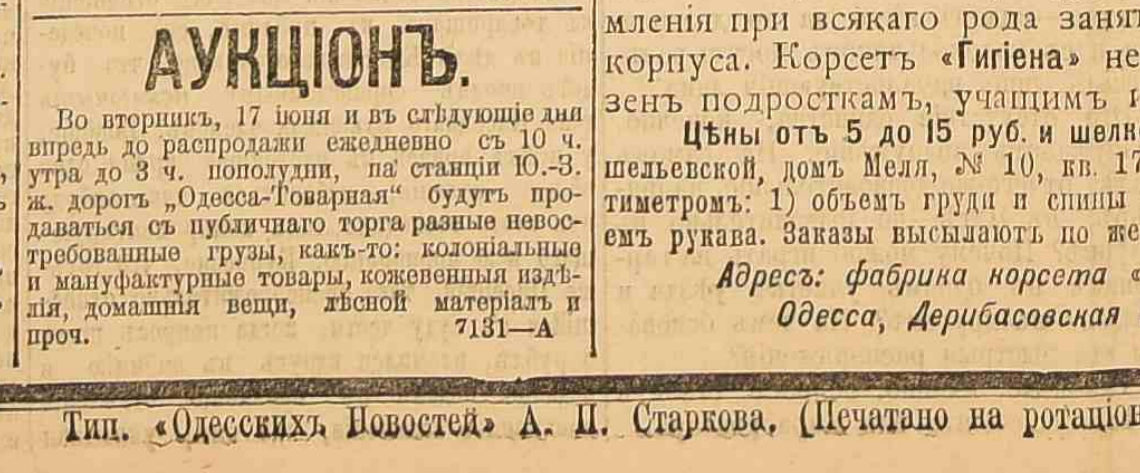 АУКЦІОНЪ.
Во вторникъ, 17 іюня и въ слѣдующіе дни
впредь до распродажи ежедневно съ 10 ч.
утра до 3 ч. пополудни, на станціи Ю.-З.
ж. дорогъ „Одесса-Товарная“ будутъ про-
даваться съ публичнаго торга разные невос-
требованные грузы, какъ-то: колоніальные
и мануфактурные товары, кожевенныя издѣ-
лія, домашнія вещи, лѣсной матеріалъ и
проч. 7131—А
мленія при всякаго рода занят
корпуса. Корсетъ «Гигіена» не
зенъ подросткамъ, учащимъ и
Цѣны отъ 5 до 15 руб. и шелк
шельевской, домъ Меля, № 10, кв. 17
тиметромъ: 1) объемъ груди и спины
емъ рукава. Заказы высылаютъ по же
Адресъ: фабрика корсета «
Одесса, Дерибасовская
Тип. «Одесскихъ Новостей» А. П. Старкова. (Печатано на ротаціон